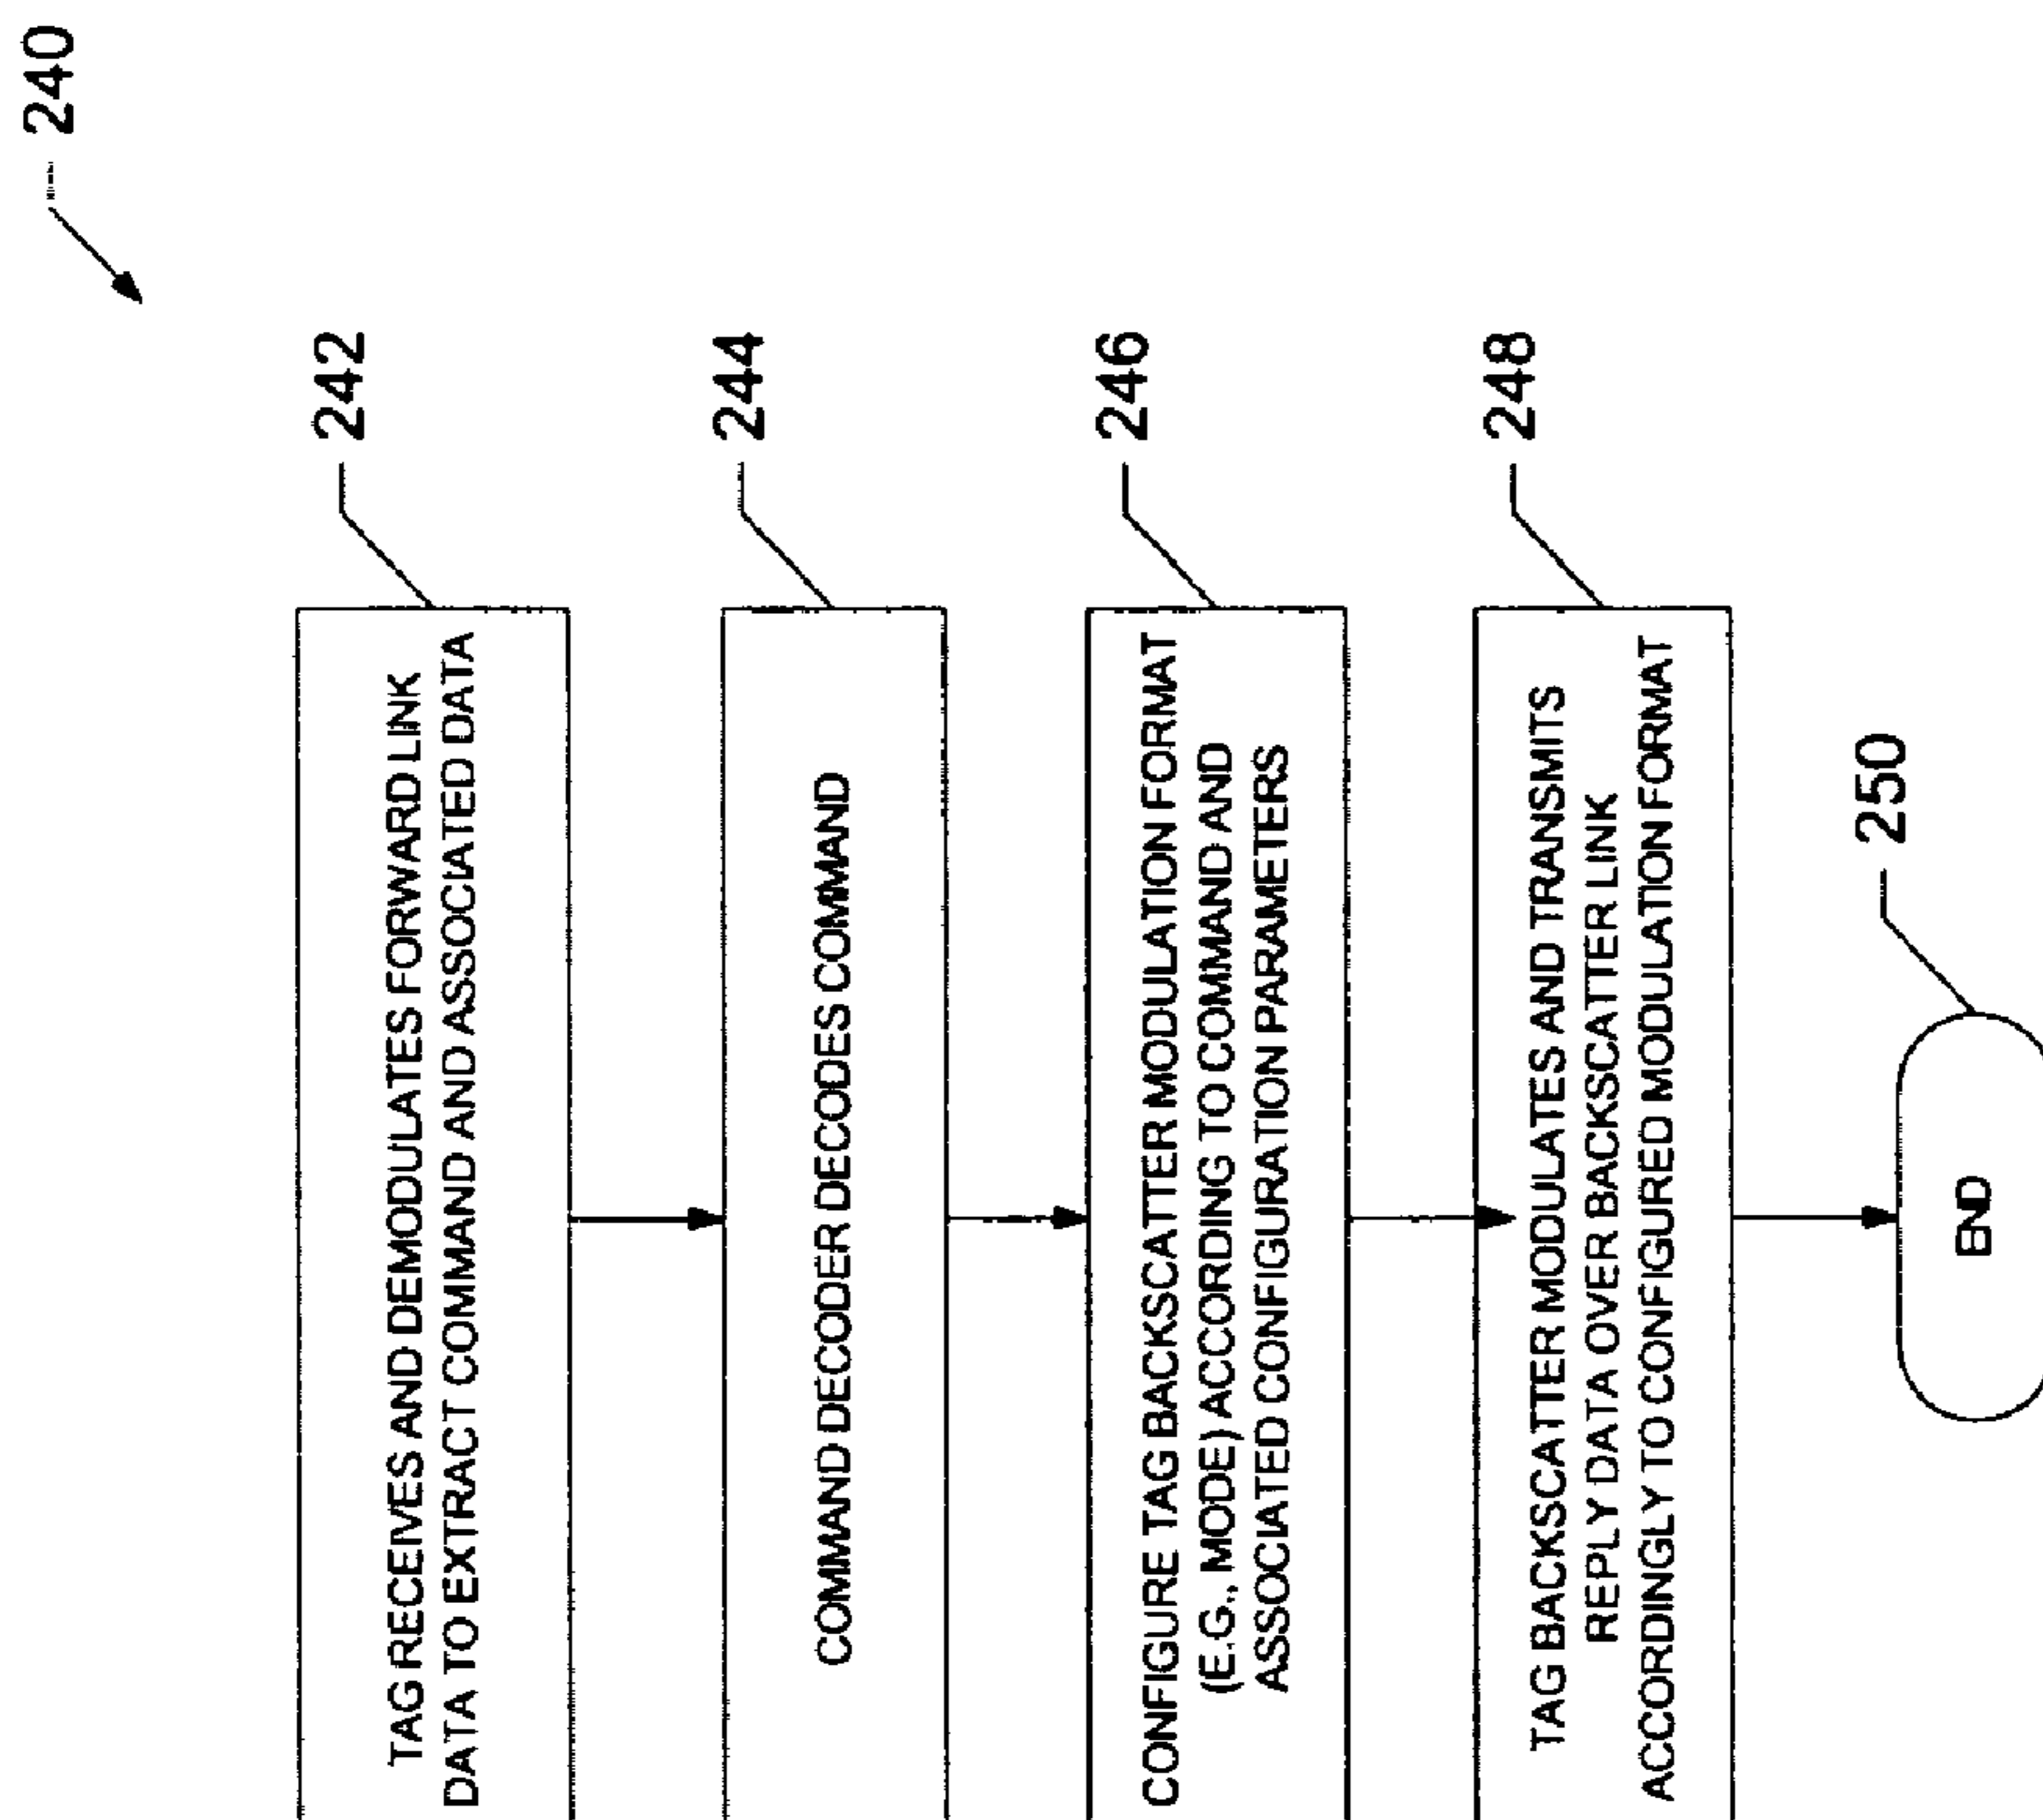 240
242
TAG RECEIVES AND DEMODULATES FORWARD LINK
DATA TO EXTRACT COMMAND AND ASSOCIATED DATA
244
COMMAND DECODER DECODES COMMAND
246
CONFIGURE TAG BACKSCATTER MODULATION FORMAT
(E.G., MODE) ACCORDING TO COMMAND AND
ASSOCIATED CONFIGURATION PARAMETERS
248
TAG BACKSCATTER MODULATES AND TRANSMITS
REPLY DATA OVER BACKSCATTER LINK
ACCORDINGLY TO CONFIGURED MODULATION FORMAT
250
END